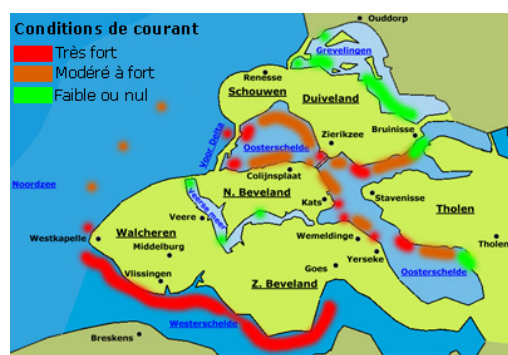 Conditions de courant
Très fort
Modéré à fort
Faible ou nul
Ouddorp
Grevelingen
Renesse
Schouwen
Duiveland
Bruinisse
Zierikzee
Voor Delta
Oosterschelde
Colijnsplaat
Noordzee
N. Beveland
Stavenisse
Kats
Tholen
Veerse meer
Veere
Walcheren
Westkapelle
Middelburg
Wemeldinge
Tholen
Yerseke
Goes
Oosterschelde
Vlissingen
Z. Beveland
Westerschelde
Breskens